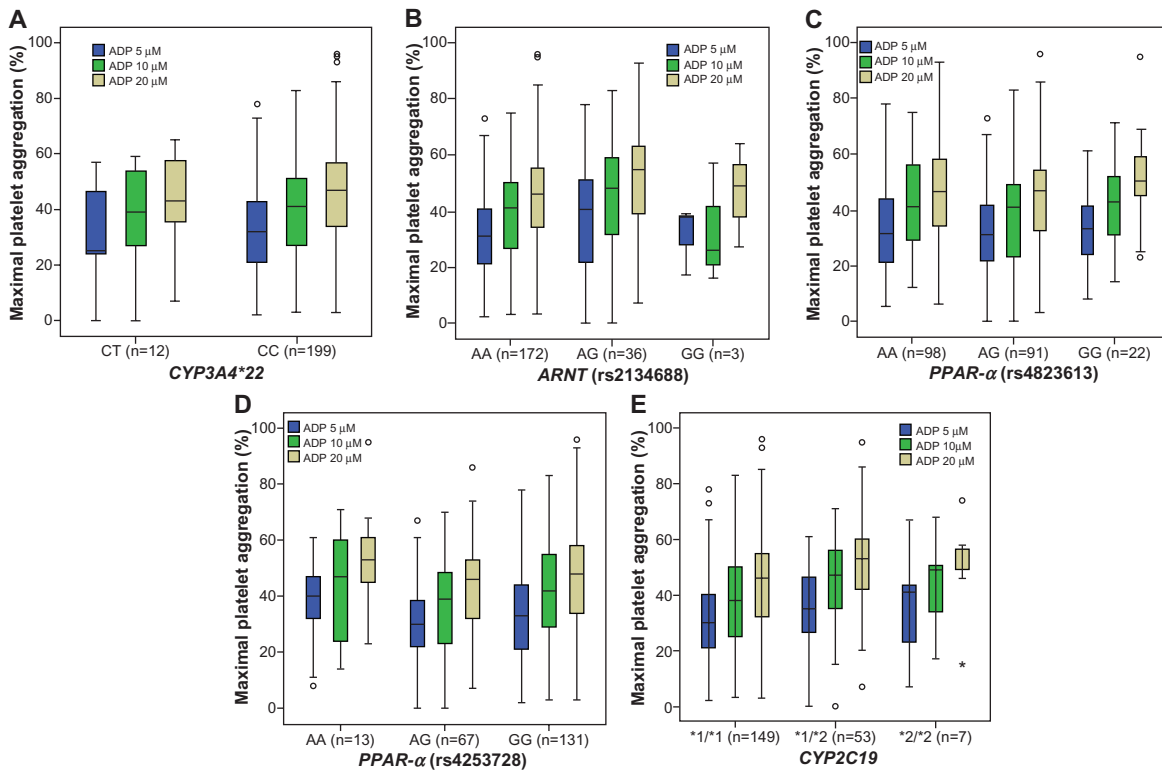 A
Maximal platelet aggregation (%)
100
80
60
40
20
0
ADP 5 µM
ADP 10 µM
ADP 20 µM
CT (n=12)
CC (n=199)
CYP3A4*22
B
Maximal platelet aggregation (%)
100
80
60
40
20
0
ADP 5 µM
ADP 10 µM
ADP 20 µM
AA (n=172)
AG (n=36)
GG (n=3)
ARNT (rs2134688)
C
Maximal platelet aggregation (%)
100
80
60
40
20
0
ADP 5 µM
ADP 10 µM
ADP 20 µM
AA (n=98)
AG (n=91)
GG (n=22)
PPAR-α (rs4823613)
D
Maximal platelet aggregation (%)
100
80
60
40
20
0
ADP 5 µM
ADP 10 µM
ADP 20 µM
AA (n=13)
AG (n=67)
GG (n=131)
PPAR-α (rs4253728)
E
Maximal platelet aggregation (%)
100
80
60
40
20
0
ADP 5 µM
ADP 10µM
ADP 20 µM
*
*1/*1 (n=149)
*1/*2 (n=53)
*2/*2 (n=7)
CYP2C19